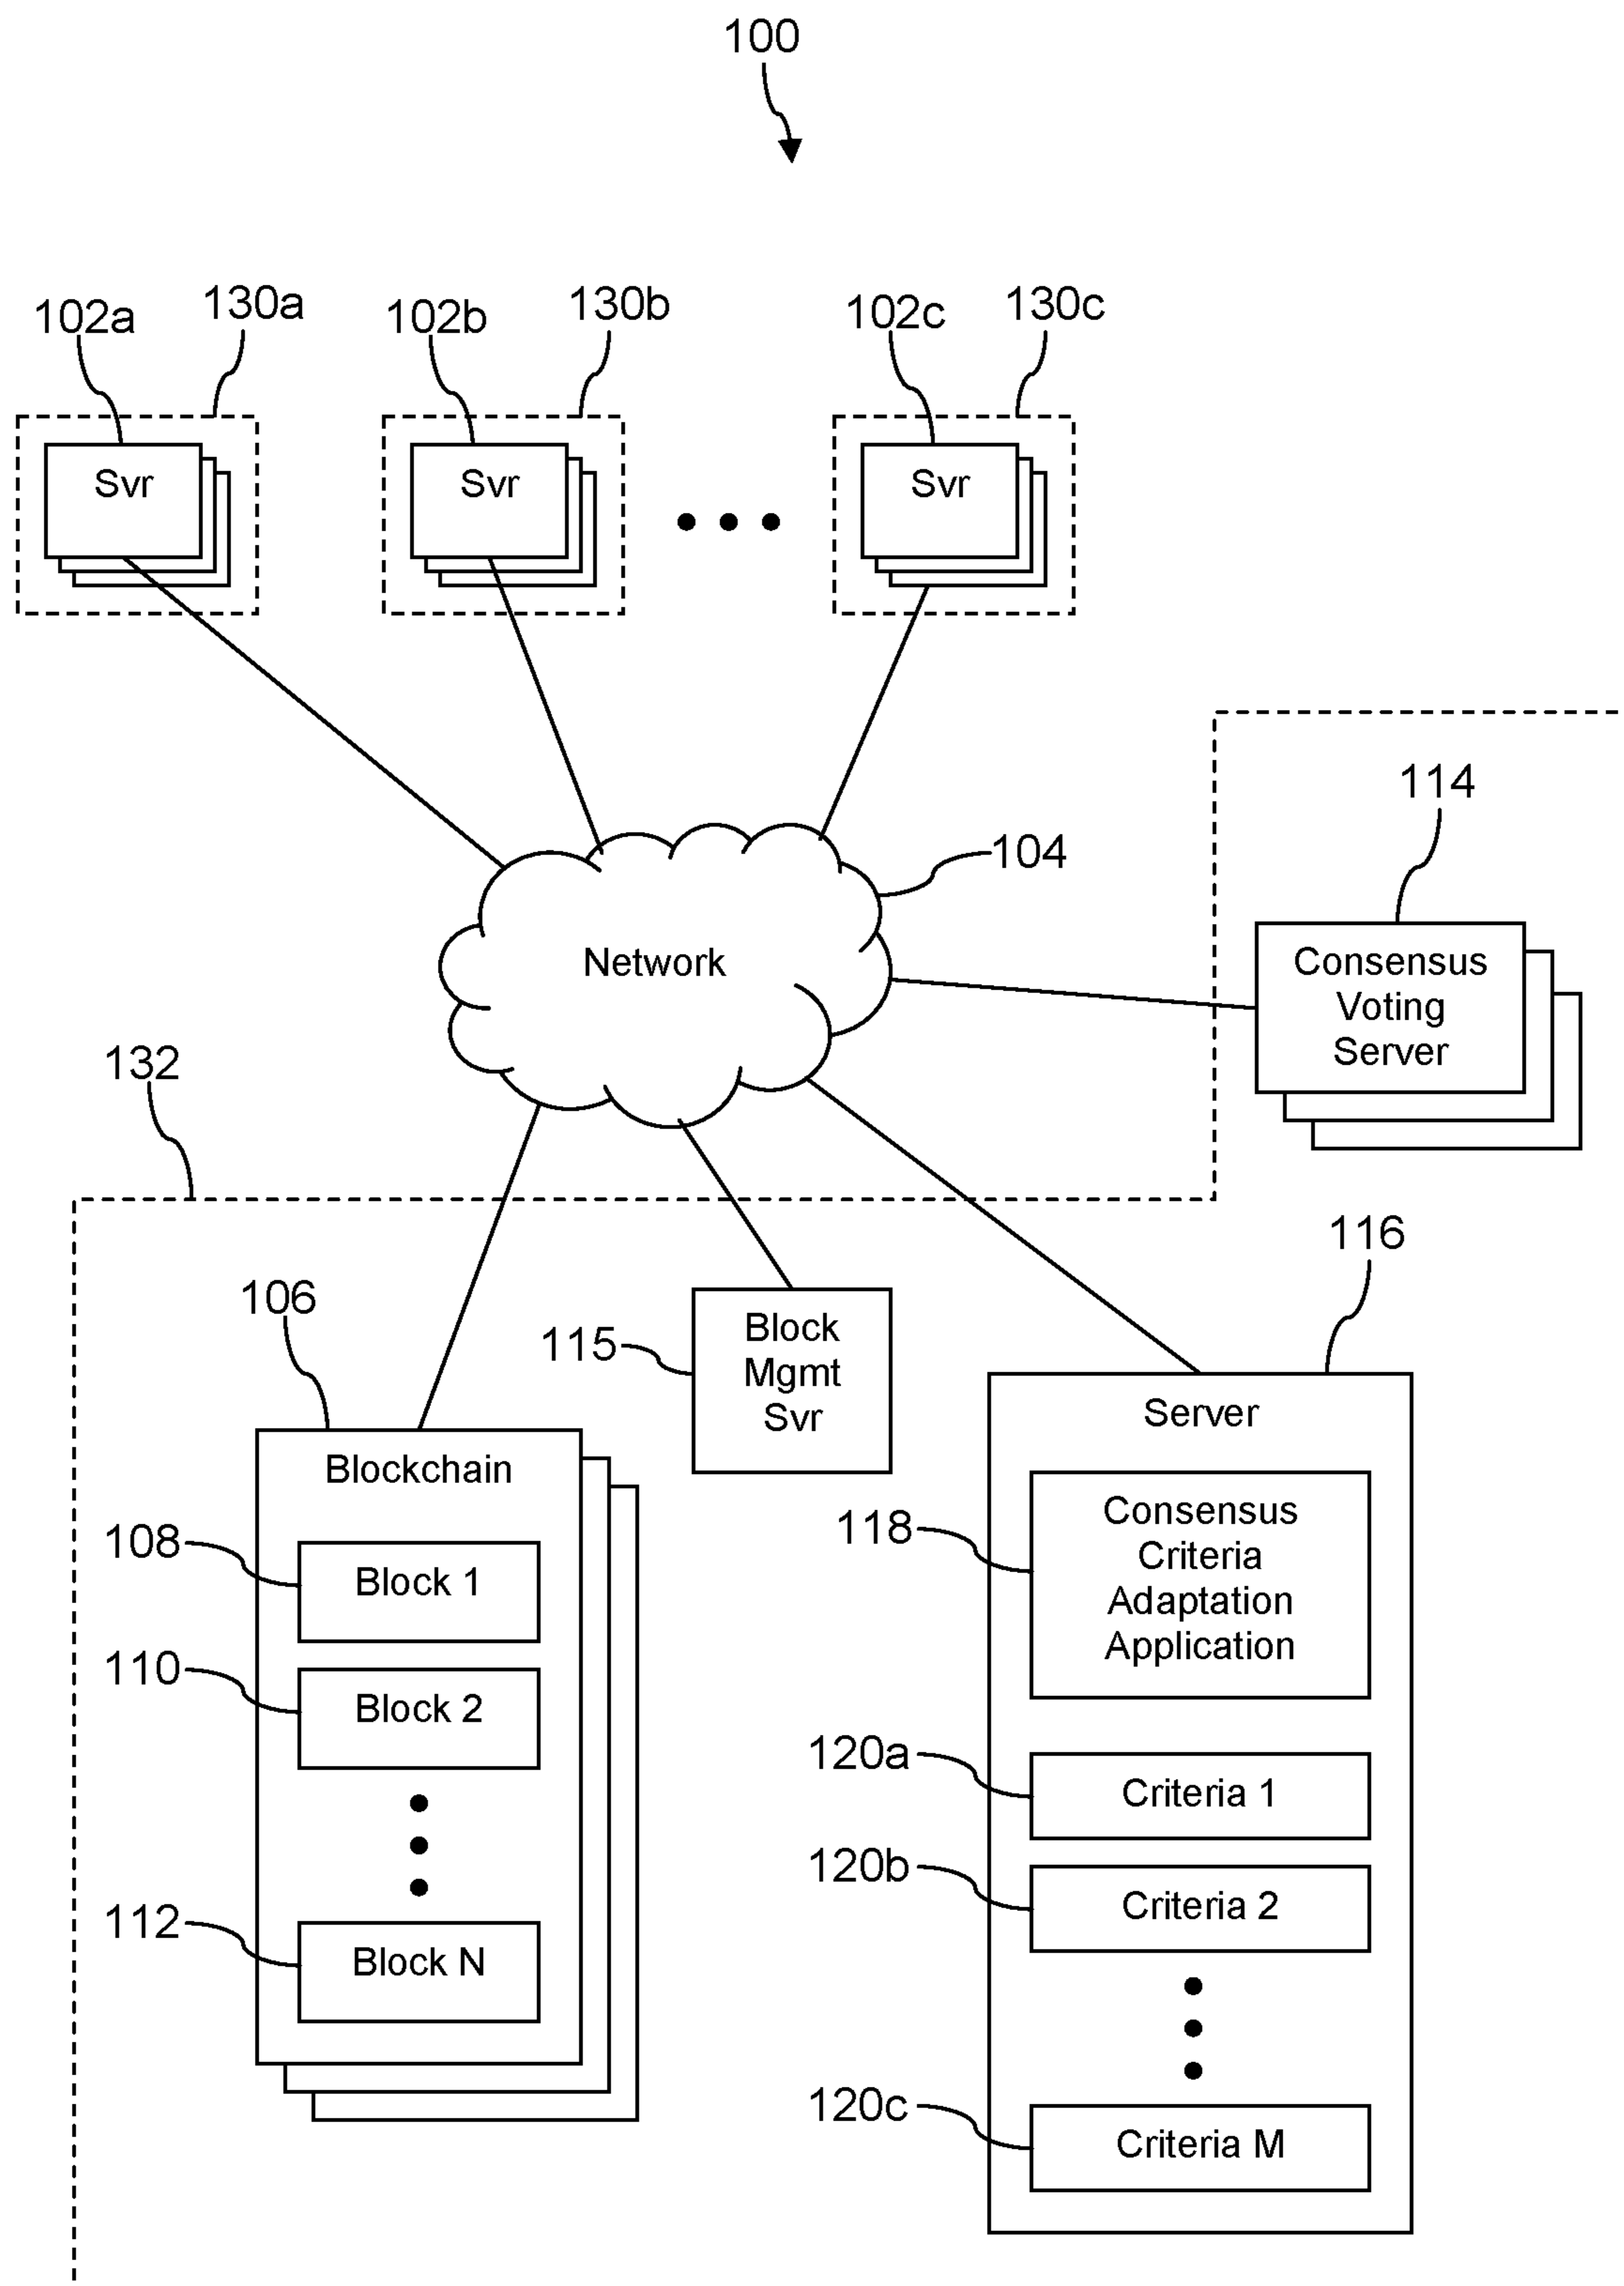 100
102a
130a
102b
130b
102c
130c
Svr
Svr
Svr
114
104
Network
Consensus
Voting
Server
132
116
106
115
Block
Mgmt
Svr
Server
Blockchain
118
Consensus
Criteria
Adaptation
Application
108
Block 1
110
Block 2
120a
Criteria 1
120b
Criteria 2
112
Block N
120c
Criteria M